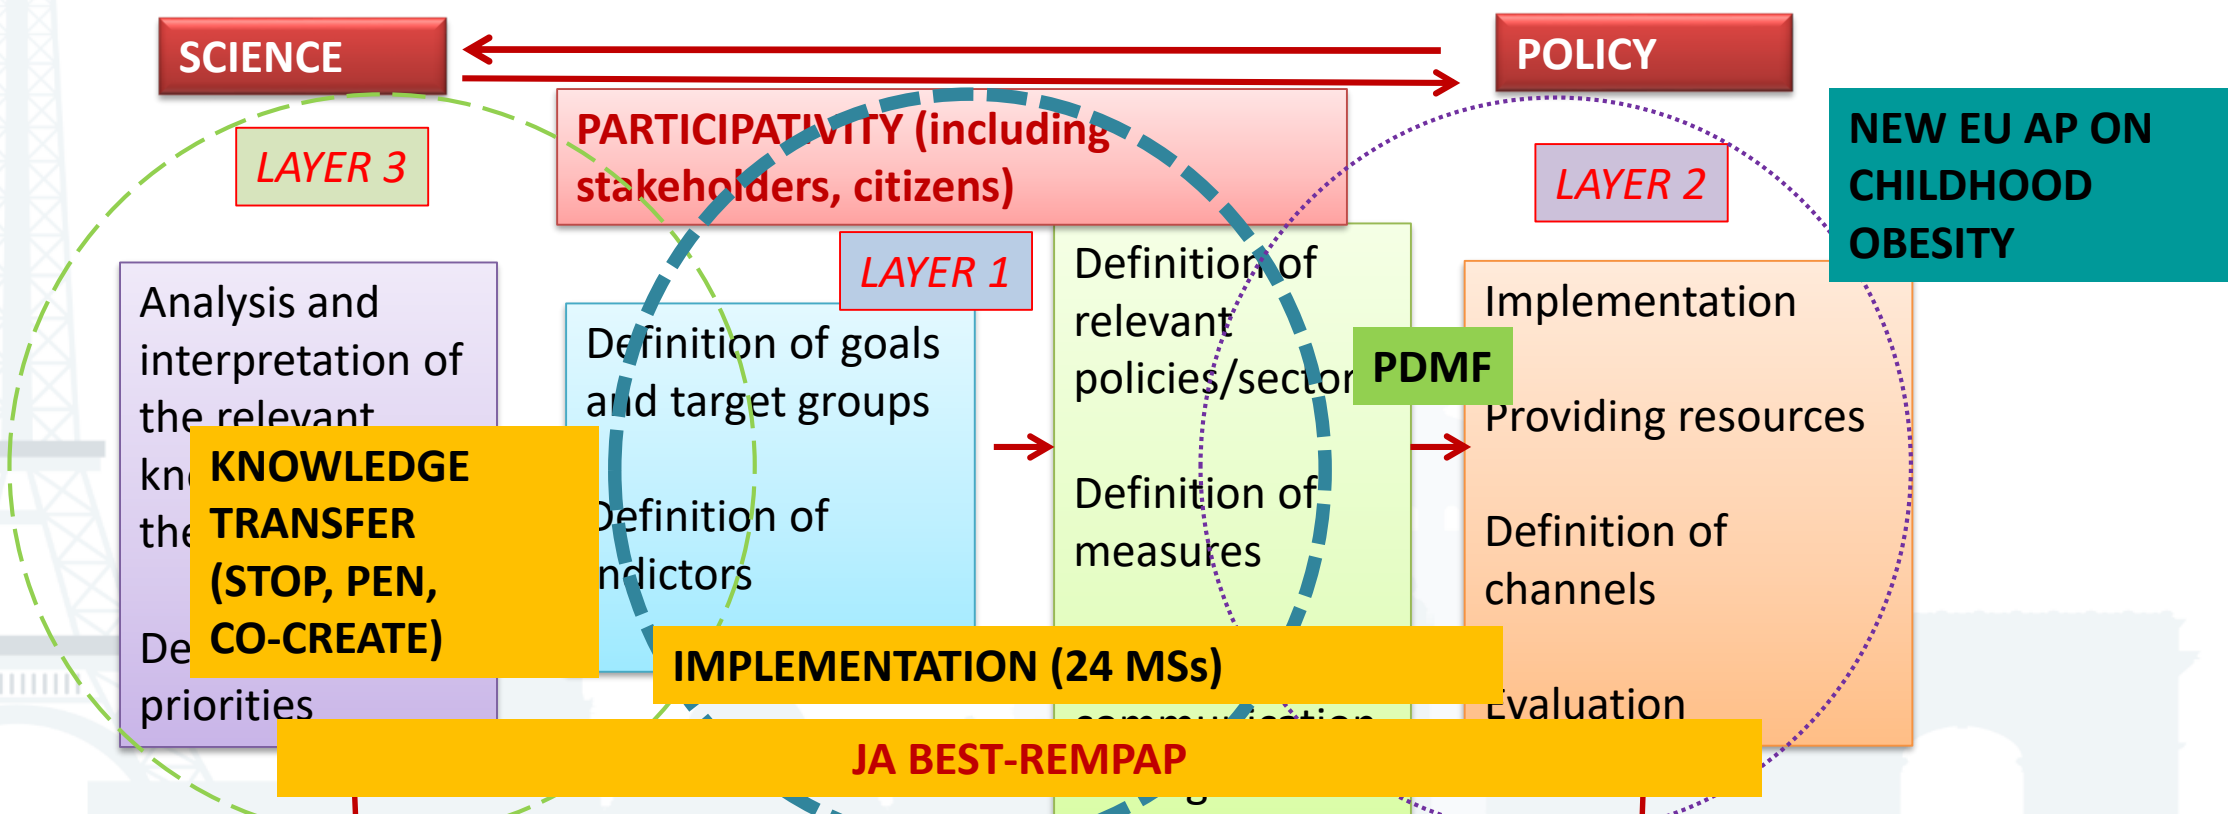 SCIENCE
POLICY
PARTICIPATIVITY (including
stakeholders, citizens)
LAYER 3
LAYER 2
NEW EU AP ON
CHILDHOOD
OBESITY
LAYER 1
Analysis and
interpretation of
the relevant
KNOWLEDGE
TRANSFER
(STOP, PEN,
CO-CREATE)
priorities
Definition of goals
and target groups
Definition of
indictors
Definition of
relevant
policies/sector
Definition of
measures
communication
PDMF
Implementation
Providing resources
Definition of
channels
Evaluation
IMPLEMENTATION (24 MSs)
JA BEST-REMPAP